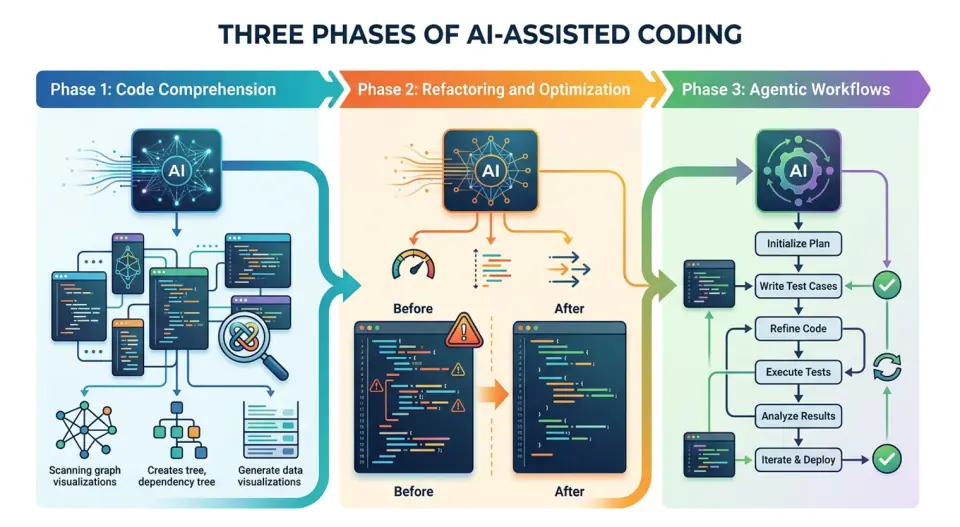 THREE PHASES OF AI-ASSISTED CODING
Phase 1: Code Comprehension
Phase 2: Refactoring and Optimization
Phase 3: Agentic Workflows
AI
Scanning graph
visualizations
Creates tree,
dependency tree
Generate data
visualizations
AI
Before
After
Before
After
AI
Initialize Plan
Write Test Cases
Refine Code
Execute Tests
Analyze Results
Iterate & Deploy